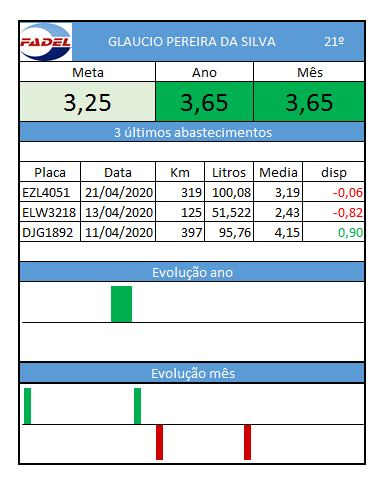 FADEL GLAUCIO PEREIRA DA SILVA 21º
Meta Ano Mês
3,25 3,65 3,65
3 últimos abastecimentos
Placa Data Km Litros Media disp
EZL4051 21/04/2020 319 100,08 3,19 -0,06
ELW3218 13/04/2020 125 51,522 2,43 -0,82
DJG1892 11/04/2020 397 95,76 4,15 0,90
Evolução ano
Evolução mês